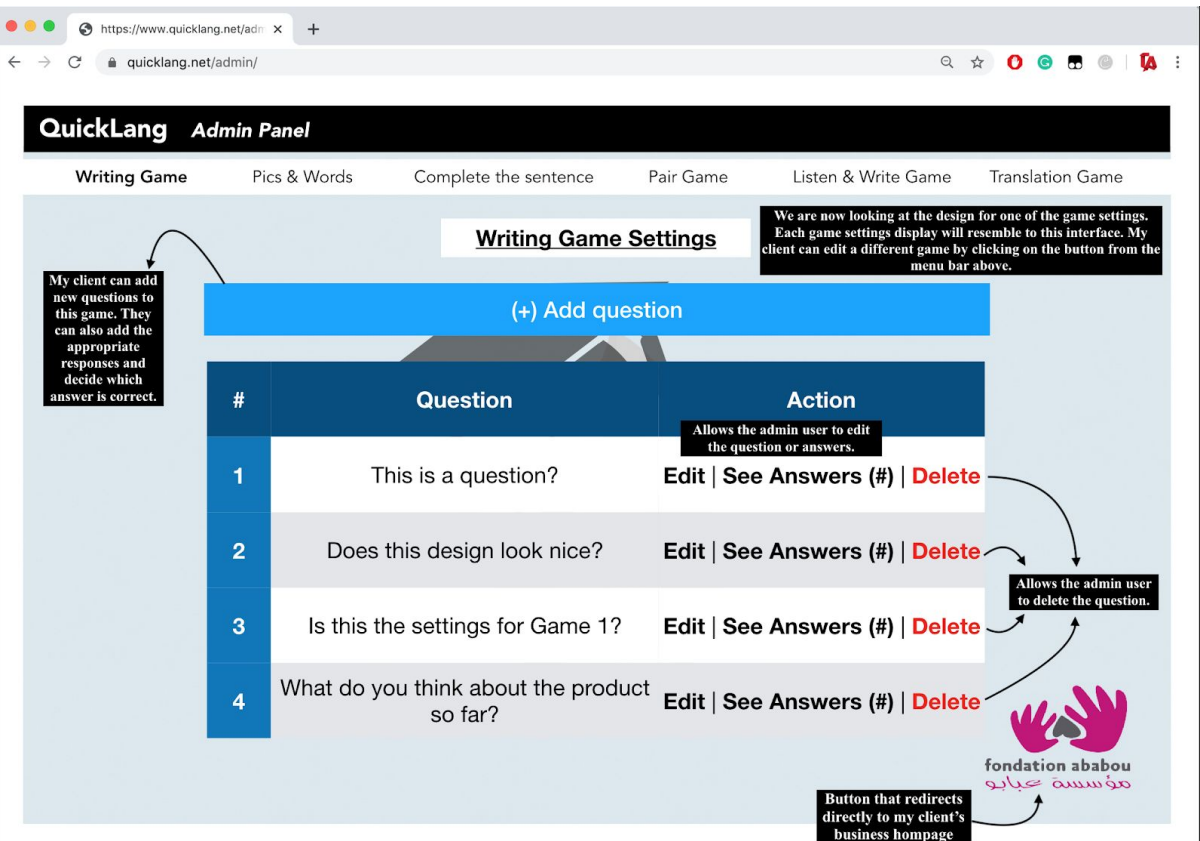 https://www.quicklang.net/adm
quicklang.net/admin/
QuickLang Admin Panel
Writing Game Pics & Words Complete the sentence Pair Game Listen & Write Game Translation Game
Writing Game Settings
We are now looking at the design for one of the game settings.
Each game settings display will resemble to this interface. My
client can edit a different game by clicking on the button from the
menu bar above.
My client can add
new questions to
this game. They
can also add the
appropriate
responses and
decide which
answer is correct.
(+) Add question
# Question Action
Allows the admin user to edit
the question or answers.
1 This is a question? Edit | See Answers (#) | Delete
2 Does this design look nice? Edit | See Answers (#) | Delete
Allows the admin user
to delete the question.
3 Is this the settings for Game 1? Edit | See Answers (#) | Delete
4 What do you think about the product
so far? Edit | See Answers (#) | Delete
fondation ababou
مؤسسة عبابو
Button that redirects
directly to my client's
business hompage